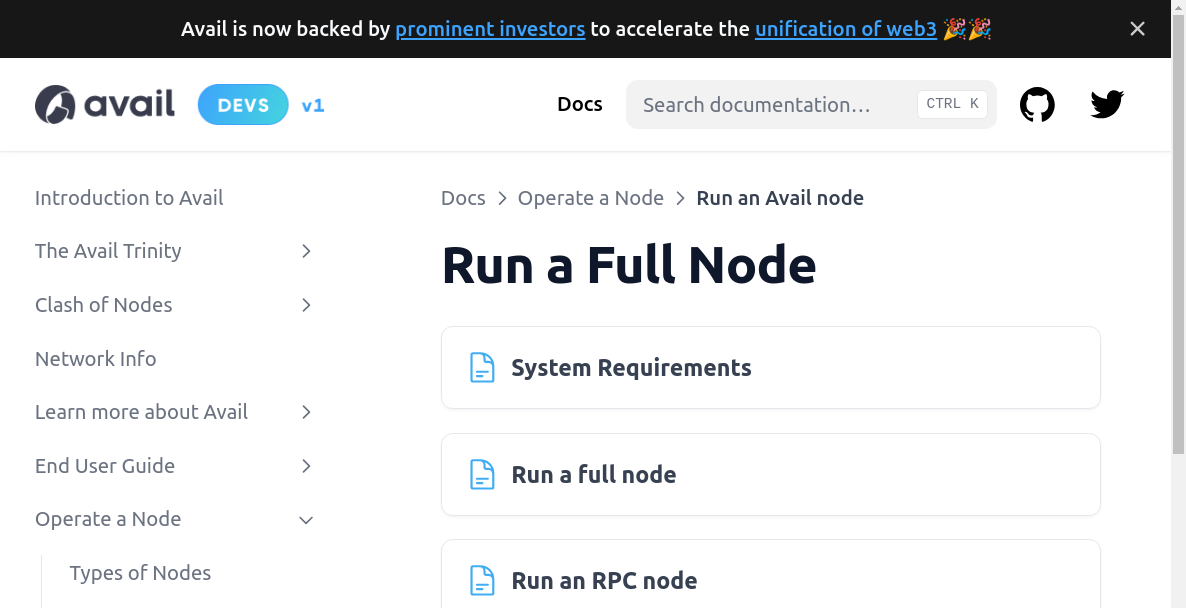 Avail is now backed by prominent investors to accelerate the unification of web3 🎉🎉
avail DEVS v1
Docs
Search documentation…
CTRL K
Introduction to Avail
The Avail Trinity
Clash of Nodes
Network Info
Learn more about Avail
End User Guide
Operate a Node
Types of Nodes
Docs > Operate a Node > Run an Avail node
Run a Full Node
System Requirements
Run a full node
Run an RPC node